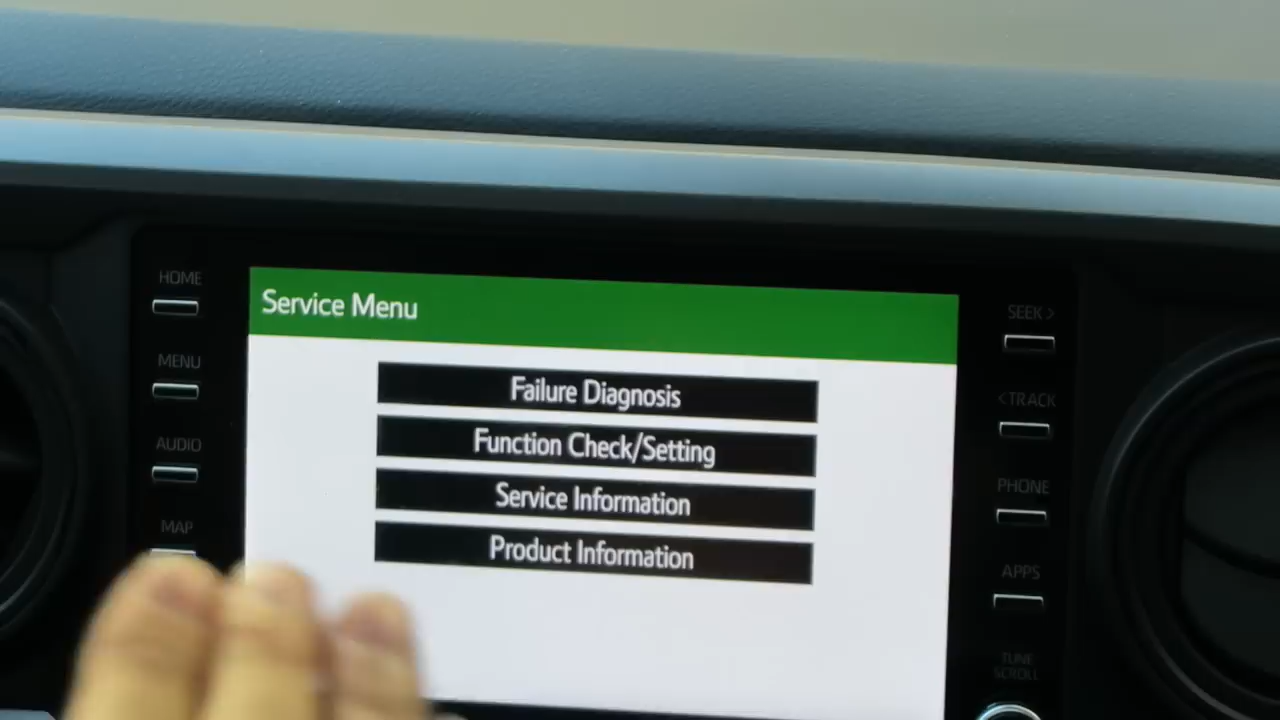 HOME
MENU
AUDIO
MAP
Service Menu
Failure Diagnosis
Function Check/Setting
Service Information
Product Information
SEEK >
<TRACK
PHONE
APPS
TUNE
SCROLL